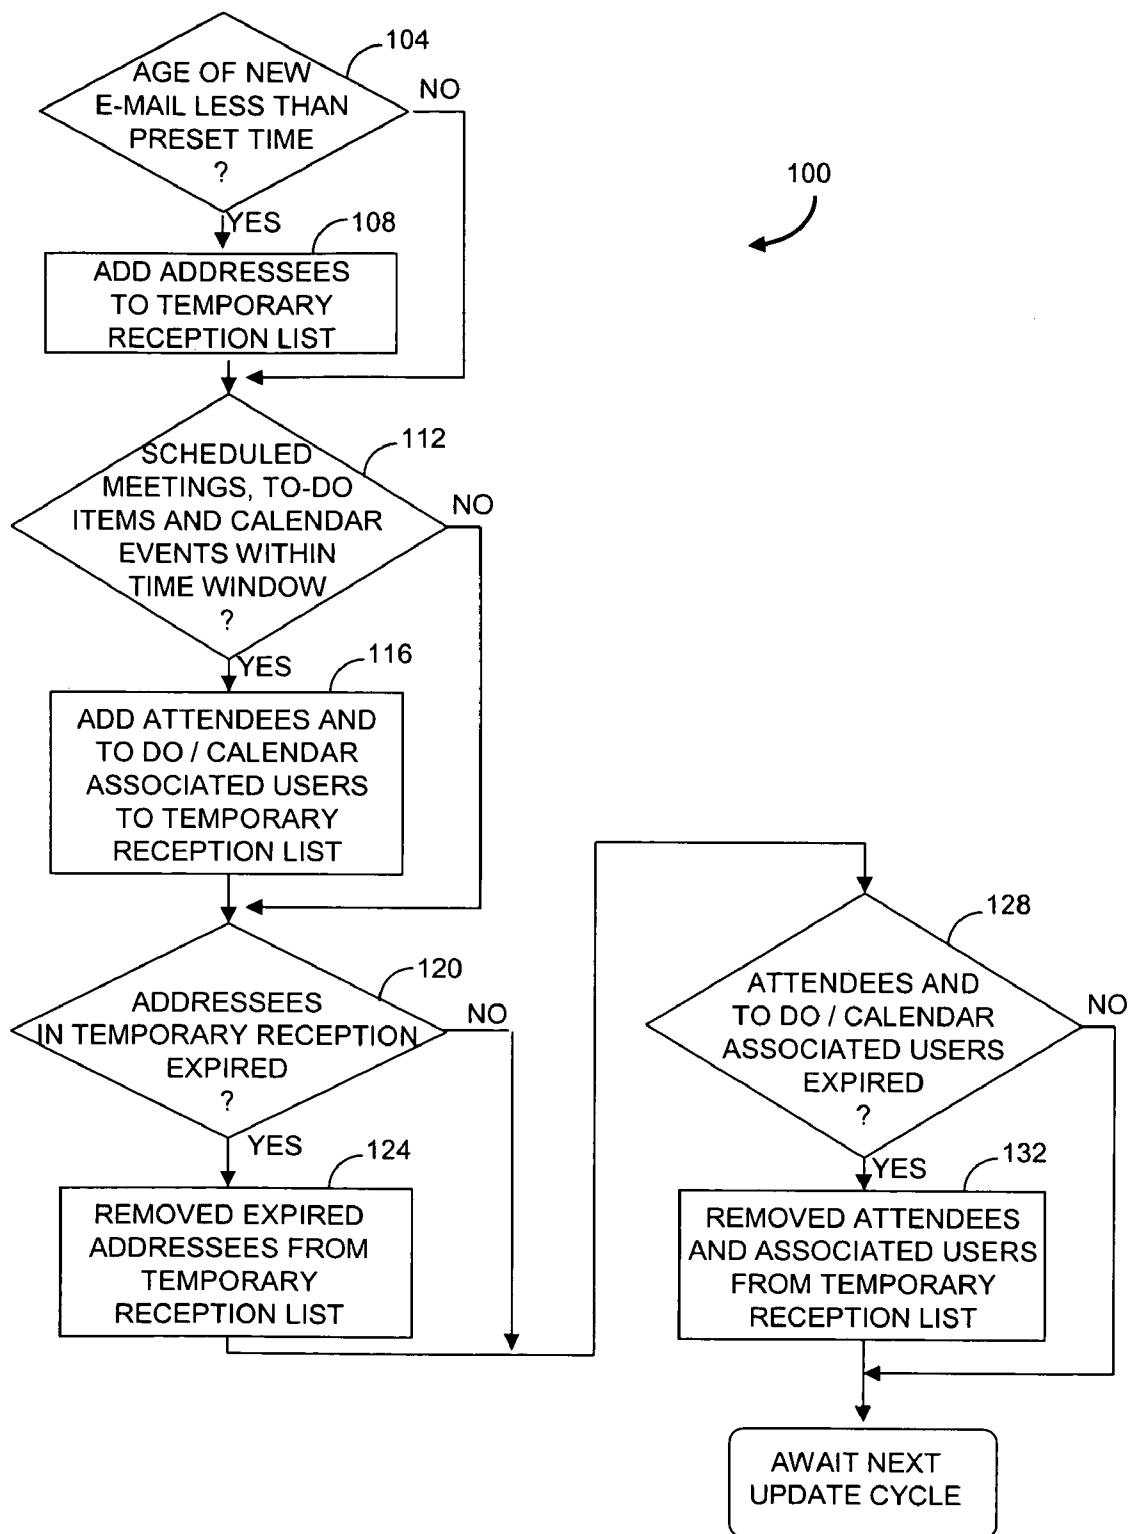 104
AGE OF NEW
E-MAIL LESS THAN
PRESET TIME
?
NO
YES
100
108
ADD ADDRESSEES
TO TEMPORARY
RECEPTION LIST
112
SCHEDULED
MEETINGS, TO-DO
ITEMS AND CALENDAR
EVENTS WITHIN
TIME WINDOW
?
NO
YES
116
ADD ATTENDEES AND
TO DO / CALENDAR
ASSOCIATED USERS
TO TEMPORARY
RECEPTION LIST
120
ADDRESSEES
IN TEMPORARY RECEPTION
EXPIRED
?
NO
YES
124
REMOVED EXPIRED
ADDRESSEES FROM
TEMPORARY
RECEPTION LIST
128
ATTENDEES AND
TO DO / CALENDAR
ASSOCIATED USERS
EXPIRED
?
NO
YES
132
REMOVED ATTENDEES
AND ASSOCIATED USERS
FROM TEMPORARY
RECEPTION LIST
AWAIT NEXT
UPDATE CYCLE